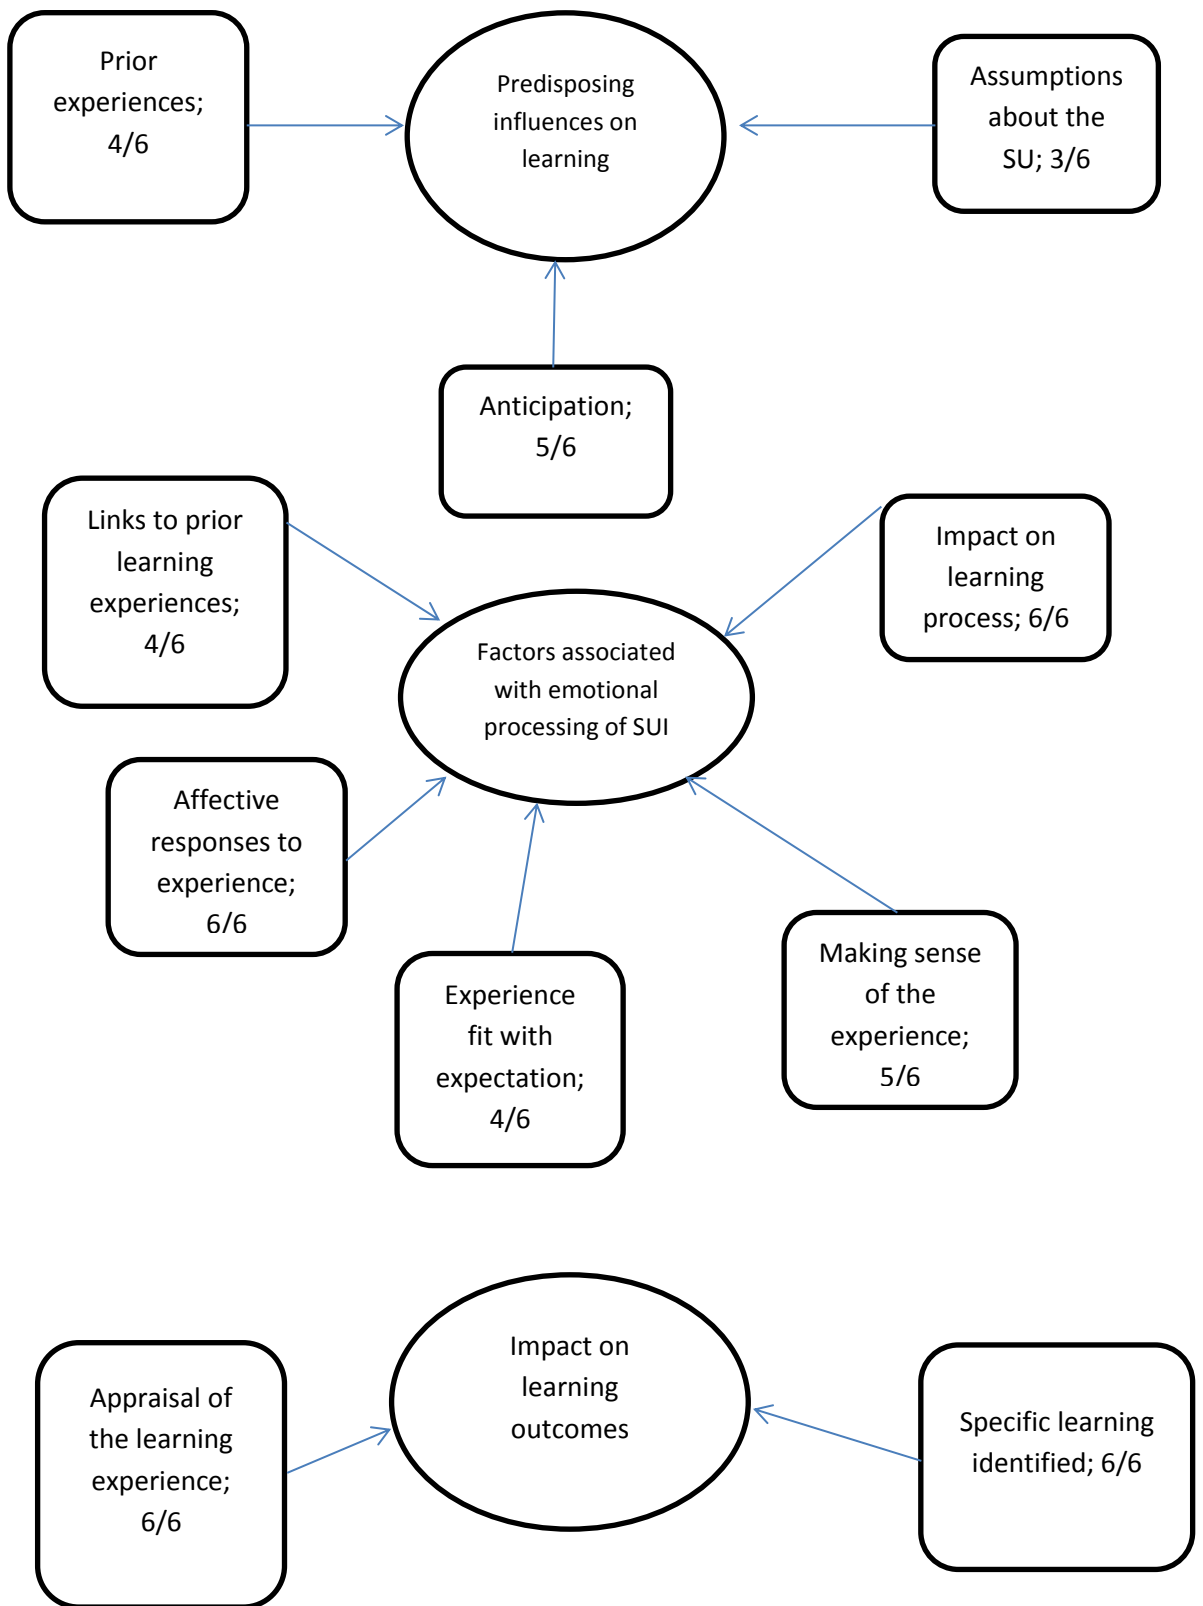 Prior
experiences;
4/6
Predisposing
influences on
learning
Assumptions
about the
SU; 3/6
Anticipation;
5/6
Links to prior
learning
experiences;
4/6
Impact on
learning
process; 6/6
Factors associated
with emotional
processing of SUI
Affective
responses to
experience;
6/6
Experience
fit with
expectation;
4/6
Making sense
of the
experience;
5/6
Impact on
learning
outcomes
Appraisal of
the learning
experience;
6/6
Specific learning
identified; 6/6